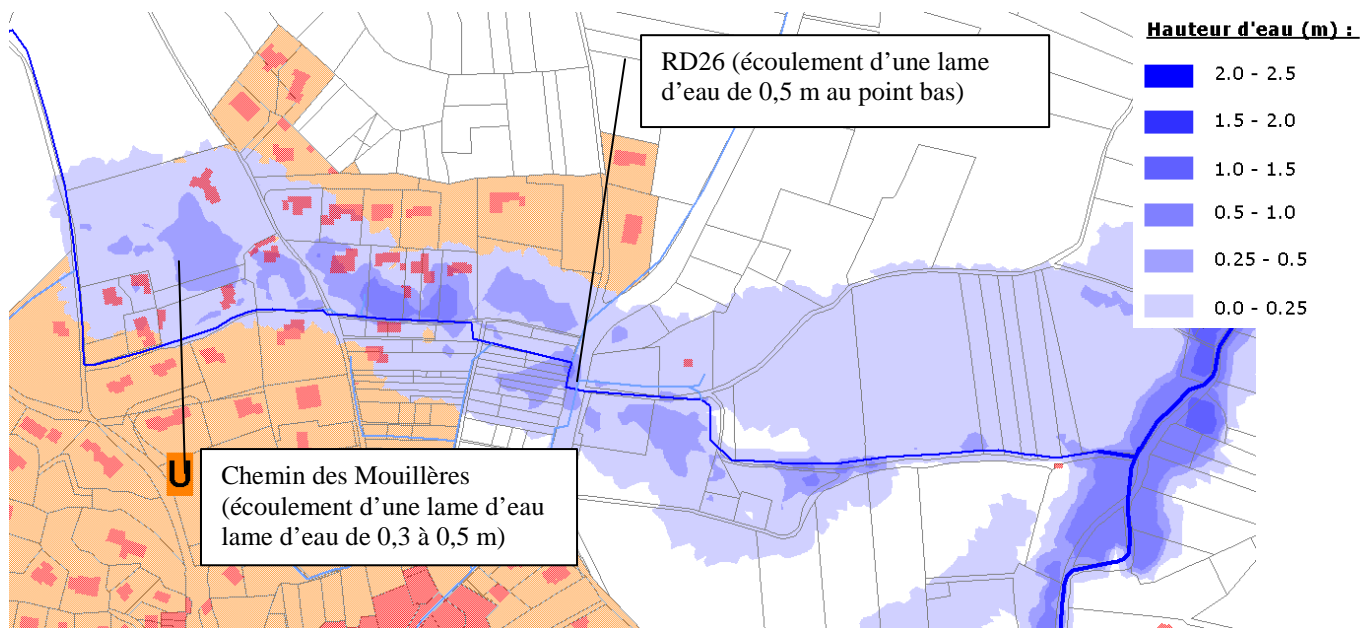 RD26 (écoulement d’une lame
d’eau de 0,5 m au point bas)
Hauteur d'eau (m) :
2.0 - 2.5
1.5 - 2.0
1.0 - 1.5
0.5 - 1.0
0.25 - 0.5
0.0 - 0.25
U
Chemin des Mouillères
(écoulement d’une lame d’eau
lame d’eau de 0,3 à 0,5 m)